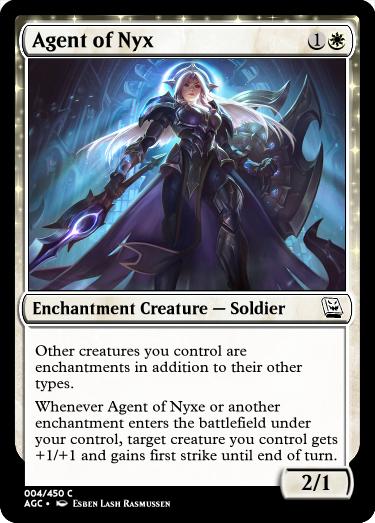 Agent of Nyx 1
Enchantment Creature — Soldier
Other creatures you control are
enchantments in addition to their other
types.
Whenever Agent of Nyxe or another
enchantment enters the battlefield under
your control, target creature you control gets
+1/+1 and gains first strike until end of turn.
2/1
004/450 C
AGC • Esben Lash Rasmussen